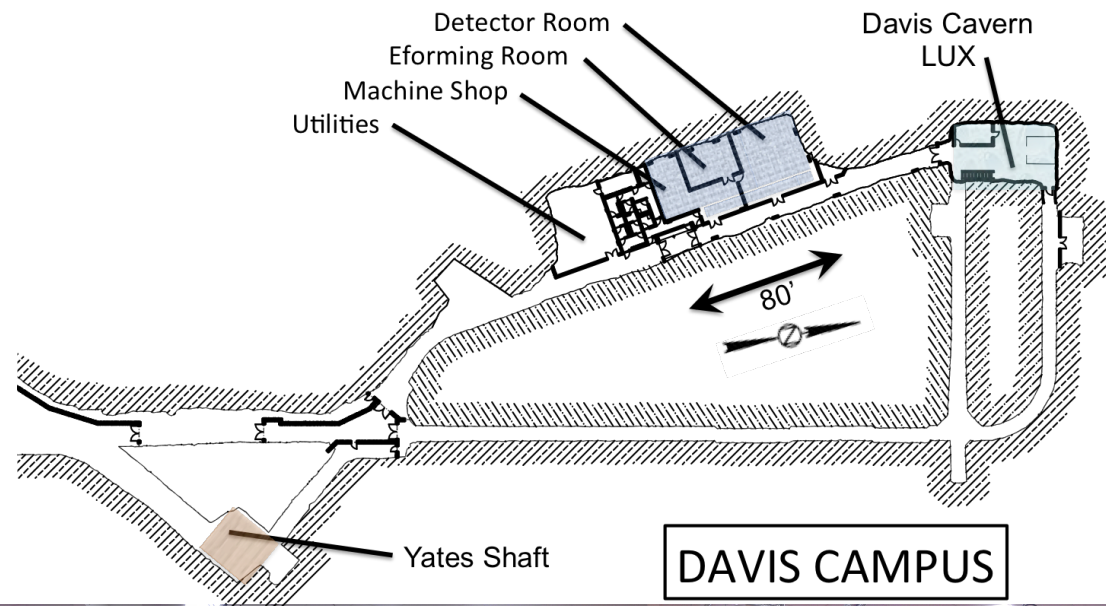 Detector Room
Eforming Room
Machine Shop
Utilities
Davis Cavern
LUX
80'
N
Yates Shaft
DAVIS CAMPUS